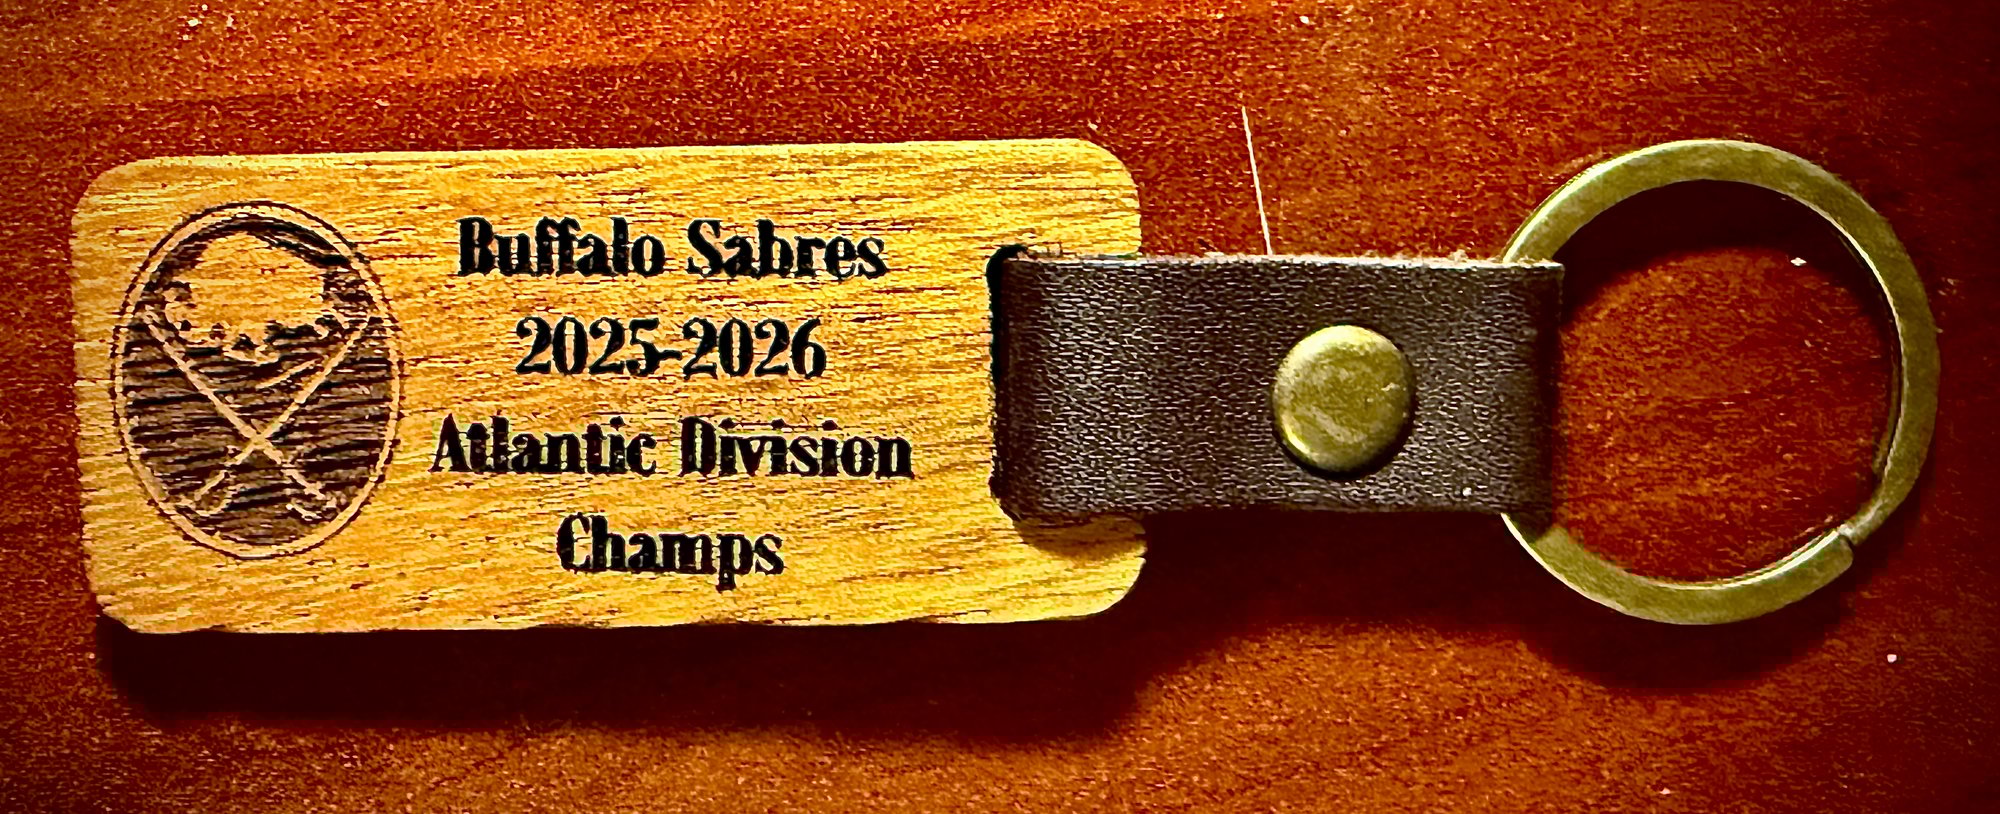 Buffalo Sabres
2025-2026
Atlantic Division
Champs